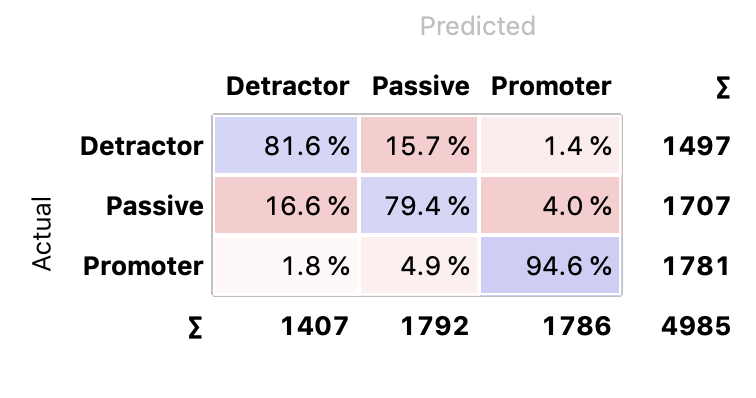 Predicted
Detractor Passive Promoter Σ
Detractor 81.6 % 15.7 % 1.4 % 1497
Passive 16.6 % 79.4 % 4.0 % 1707
Promoter 1.8 % 4.9 % 94.6 % 1781
Σ 1407 1792 1786 4985
Actual